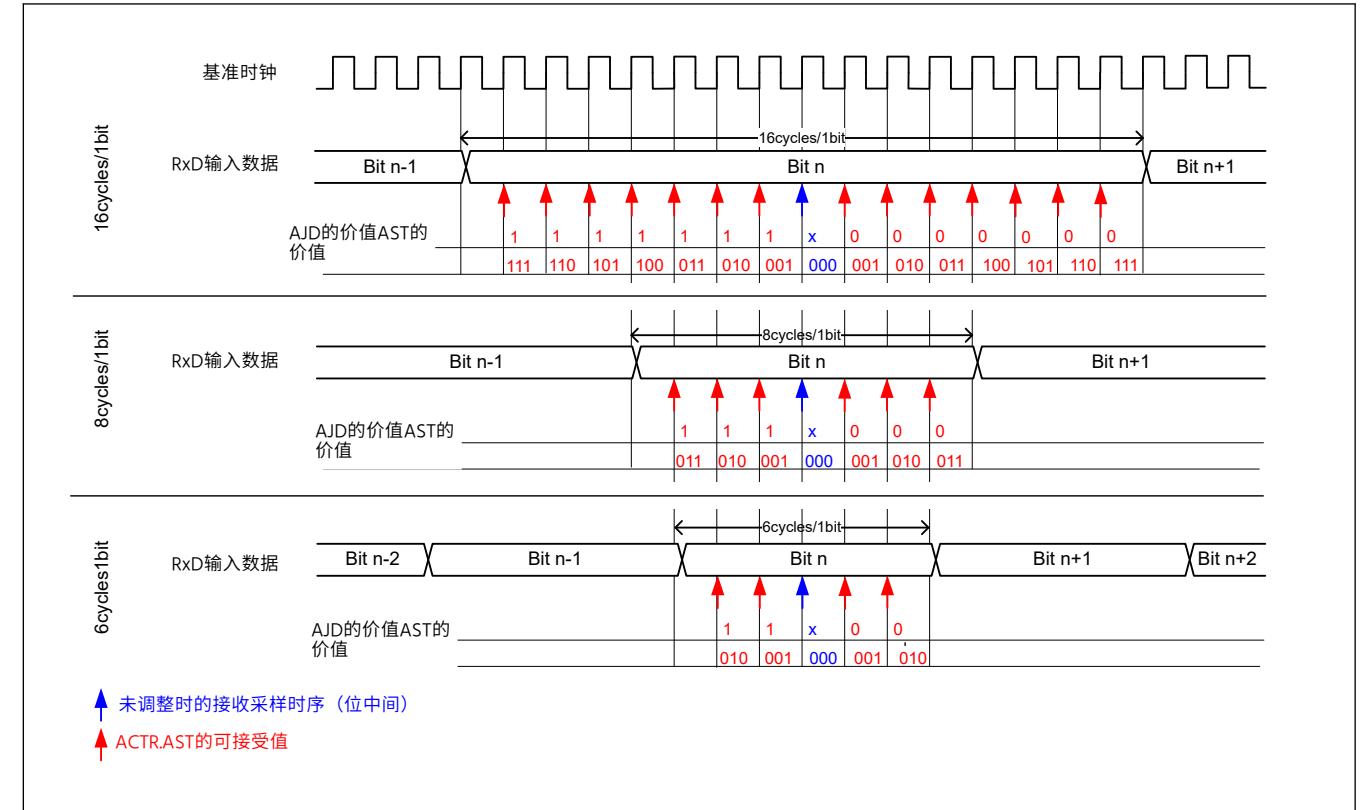 基准时钟
16cycles/1bit
16cycles/1bit
RxD输入数据
Bit n-1
Bit n
Bit n+1
AJD的价值AST的
价值
1 1 1 1 1 1 1 x 0 0 0 0 0 0 0
111 110 101 100 011 010 001 000 001 010 011 100 101 110 111
8cycles/1bit
8cycles/1bit
RxD输入数据
Bit n-1
Bit n
Bit n+1
AJD的价值AST的
价值
1 1 1 x 0 0 0
011 010 001 000 001 010 011
6cycles1bit
6cycles/1bit
RxD输入数据
Bit n-2
Bit n-1
Bit n
Bit n+1
Bit n+2
AJD的价值AST的
价值
1 1 x 0 0
010 001 000 001 010
未调整时的接收采样时序（位中间）
ACTR.AST的可接受值